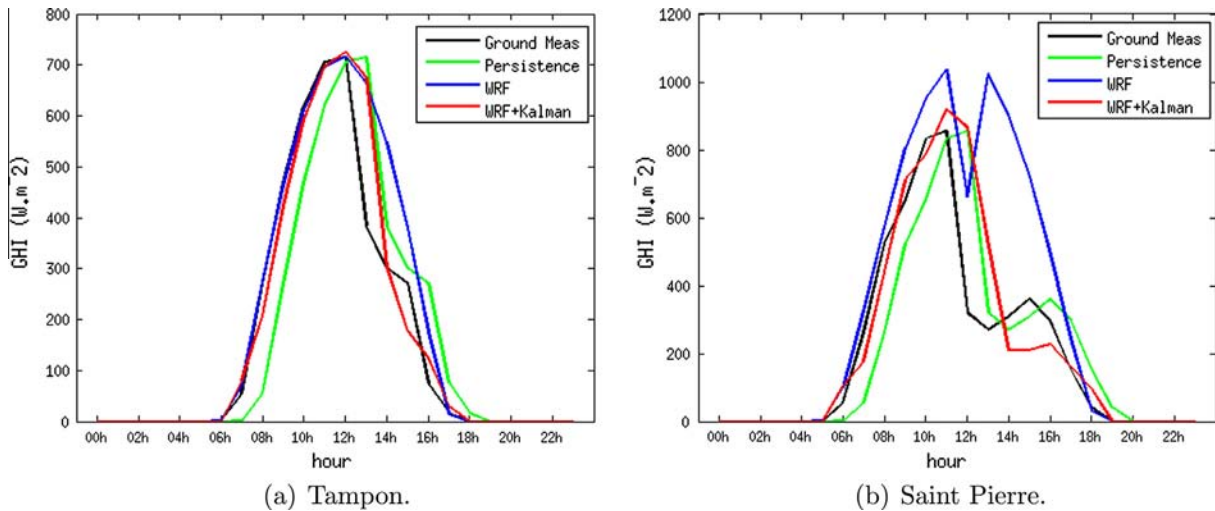 800
700
600
500
400
300
200
100
0
GHI (W.m^-2)
00h 02h 04h 06h 08h 10h 12h 14h 16h 18h 20h 22h
hour
Ground Meas
Persistence
WRF
WRF+Kalman
(a) Tampon.
1200
1000
800
600
400
200
0
GHI (W.m^-2)
00h 02h 04h 06h 08h 10h 12h 14h 16h 18h 20h 22h
hour
Ground Meas
Persistence
WRF
WRF+Kalman
(b) Saint Pierre.